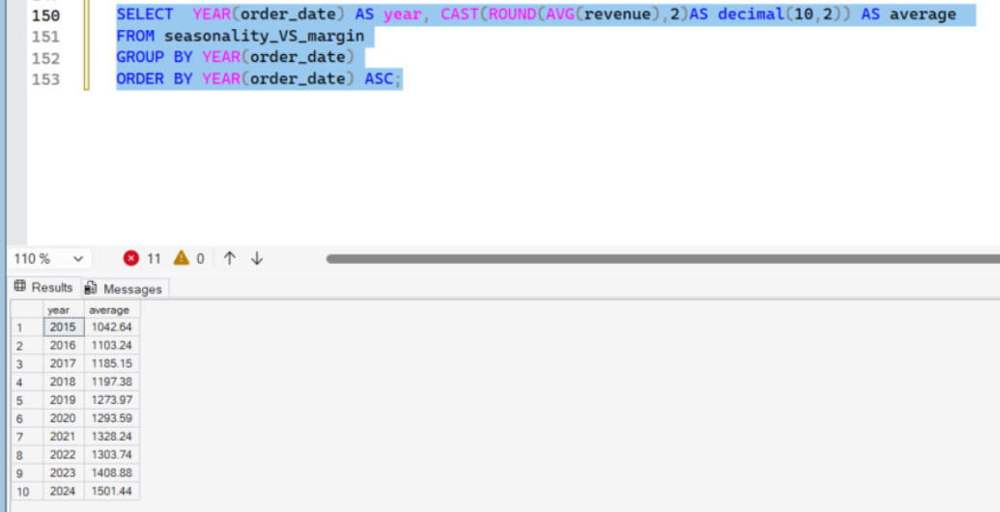 150 SELECT  YEAR(order_date) AS year, CAST(ROUND(AVG(revenue),2)AS decimal(10,2)) AS average
151 FROM seasonality_VS_margin
152 GROUP BY YEAR(order_date)
153 ORDER BY YEAR(order_date) ASC;
110 % 11 0
Results Messages
year average
1 2015 1042.64
2 2016 1103.24
3 2017 1185.15
4 2018 1197.38
5 2019 1273.97
6 2020 1293.59
7 2021 1328.24
8 2022 1303.74
9 2023 1408.88
10 2024 1501.44